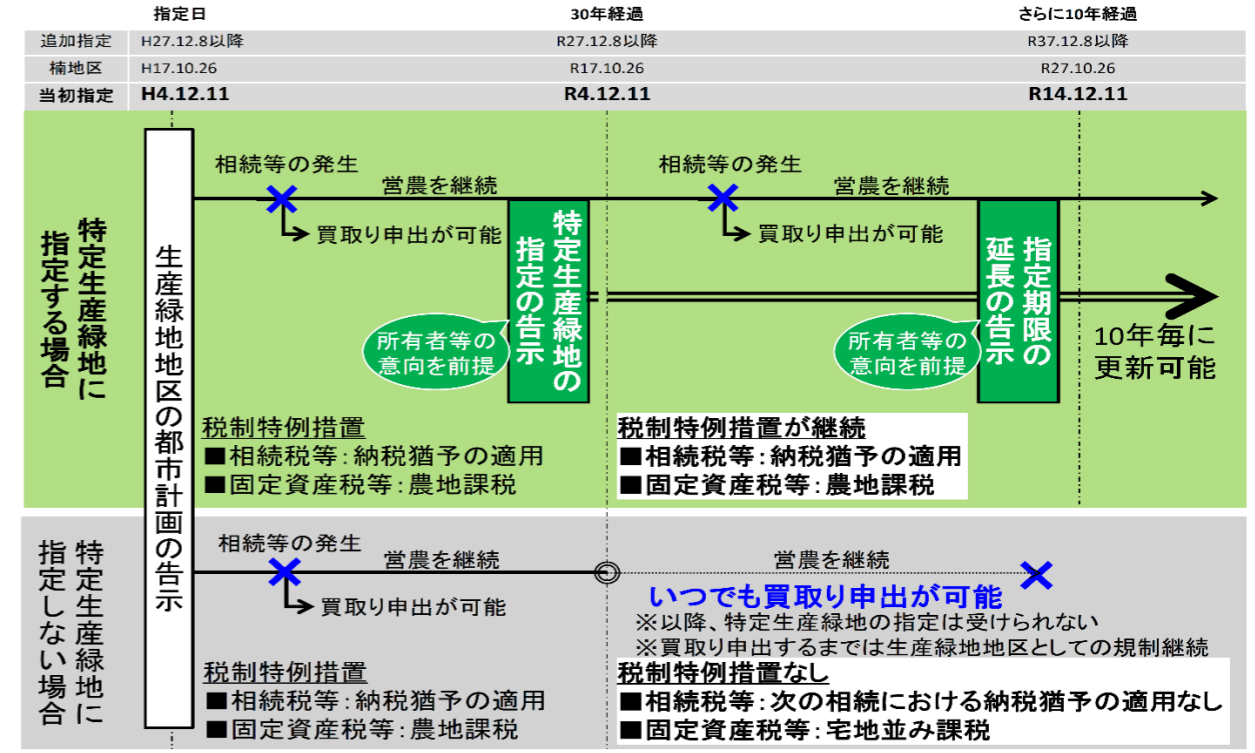 指定日 30年経過 さらに10年経過
追加指定 H27.12.8以降 R27.12.8以降 R37.12.8以降
楠地区 H17.10.26 R17.10.26 R27.10.26
当初指定 H4.12.11 R4.12.11 R14.12.11
特定生産緑地に
指定する場合
生産緑地地区の都市計画の告示
相続等の発生
営農を継続
買取り申出が可能
特定生産緑地の
指定の告示
所有者等の
意向を前提
相続等の発生
営農を継続
買取り申出が可能
指定期限の
延長の告示
所有者等の
意向を前提
10年毎に
更新可能
税制特例措置
■相続税等:納税猶予の適用
■固定資産税等:農地課税
税制特例措置が継続
■相続税等:納税猶予の適用
■固定資産税等:農地課税
特定生産緑地に
指定しない場合
相続等の発生
営農を継続
買取り申出が可能
営農を継続
いつでも買取り申出が可能
※以降、特定生産緑地の指定は受けられない
※買取り申出するまでは生産緑地地区としての規制継続
税制特例措置
■相続税等:納税猶予の適用
■固定資産税等:農地課税
税制特例措置なし
■相続税等:次の相続における納税猶予の適用なし
■固定資産税等:宅地並み課税